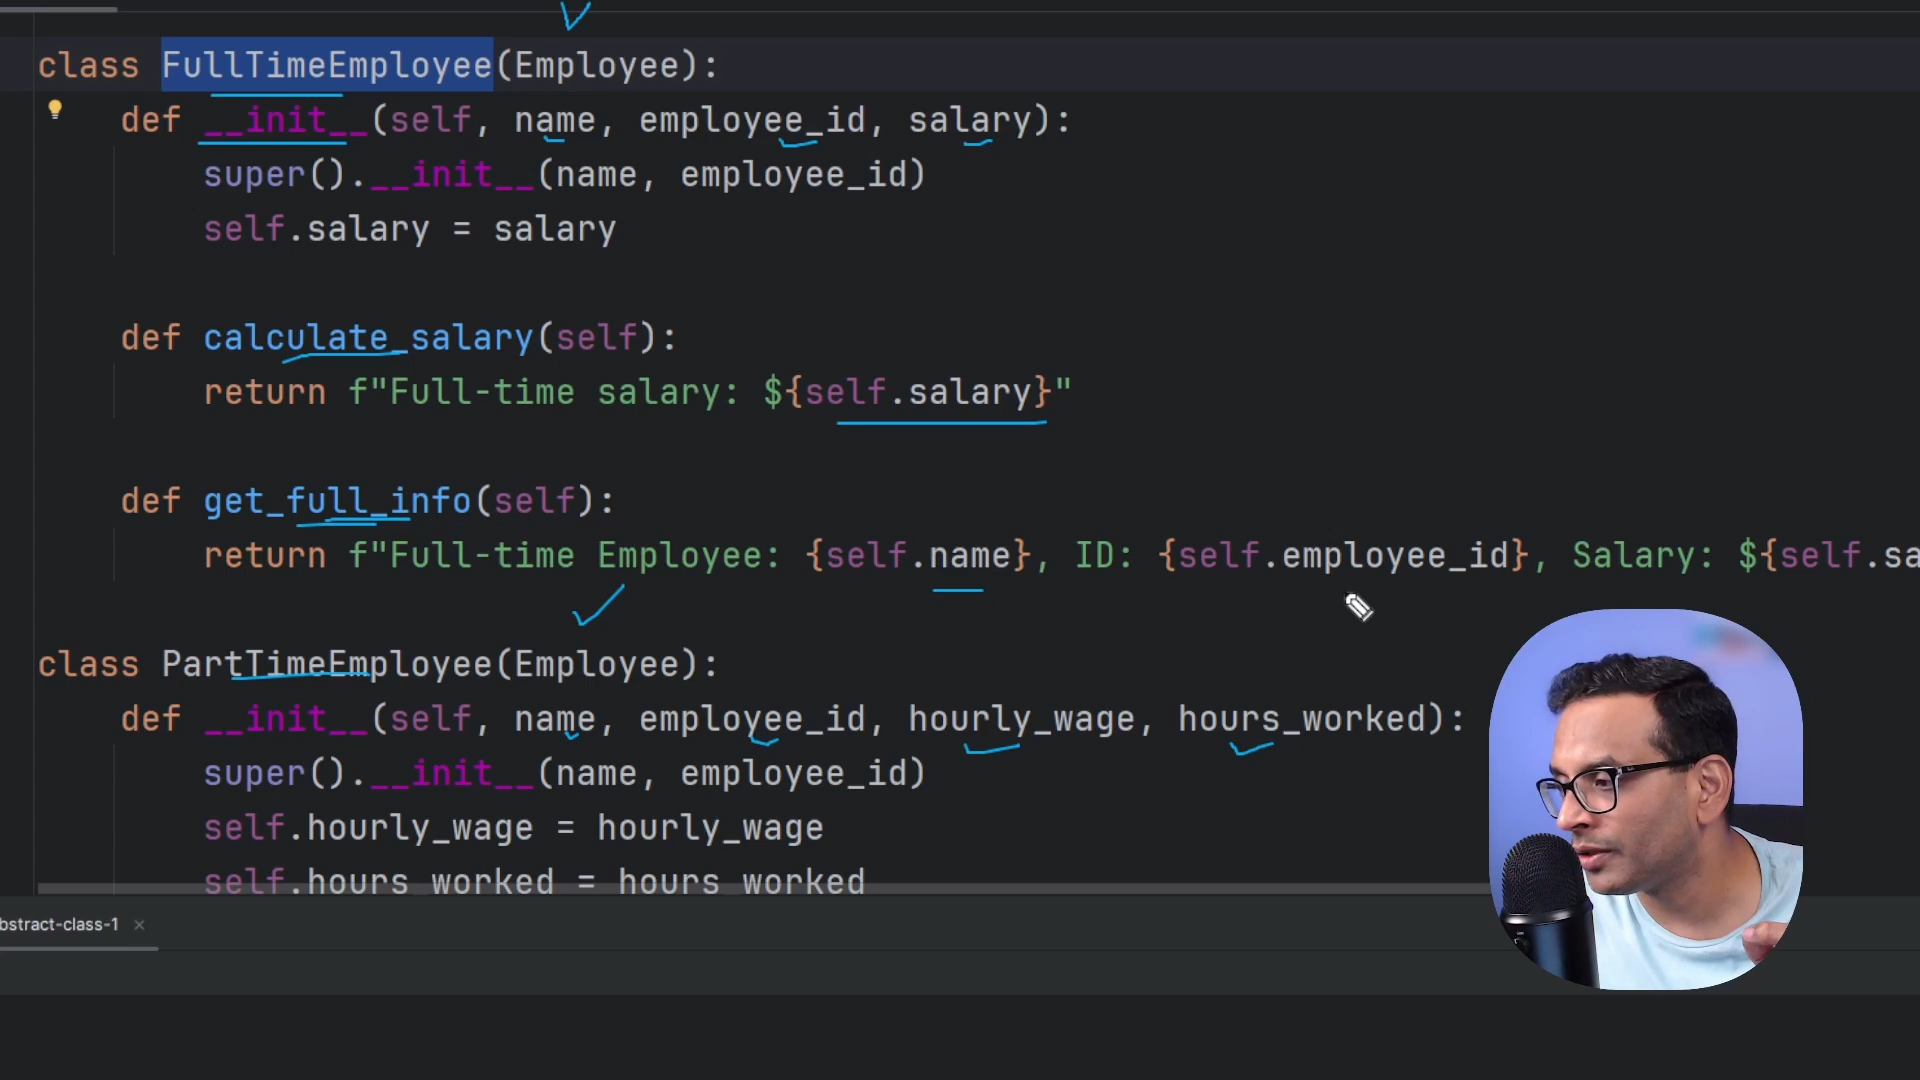 class FullTimeEmployee(Employee):
def __init__(self, name, employee_id, salary):
super().__init__(name, employee_id)
self.salary = salary
def calculate_salary(self):
return f"Full-time salary: ${self.salary}"
def get_full_info(self):
return f"Full-time Employee: {self.name}, ID: {self.employee_id}, Salary: ${self.sa
class PartTimeEmployee(Employee):
def __init__(self, name, employee_id, hourly_wage, hours_worked):
super().__init__(name, employee_id)
self.hourly_wage = hourly_wage
self.hours_worked = hours_worked
bstract-class-1